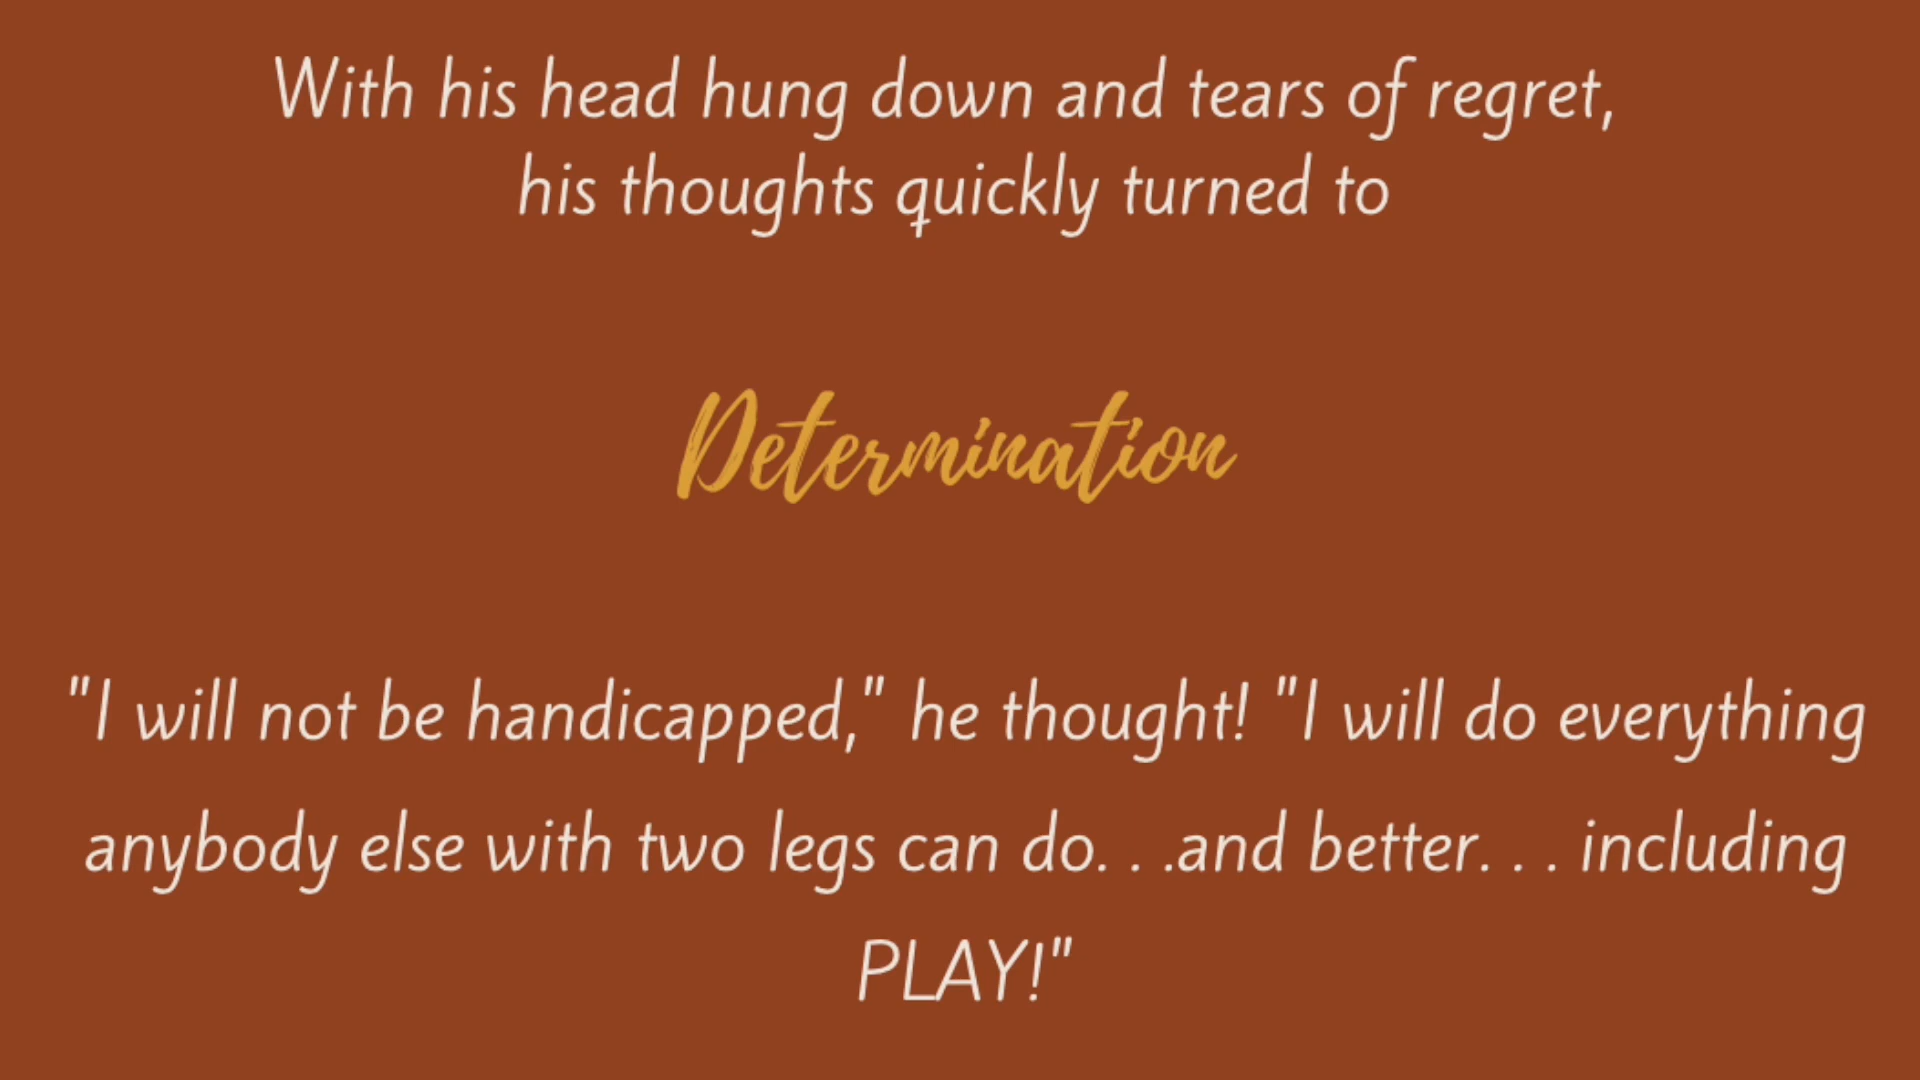 With his head hung down and tears of regret,
his thoughts quickly turned to
Determination
"I will not be handicapped," he thought! "I will do everything
anybody else with two legs can do. . .and better. . . including
PLAY!"